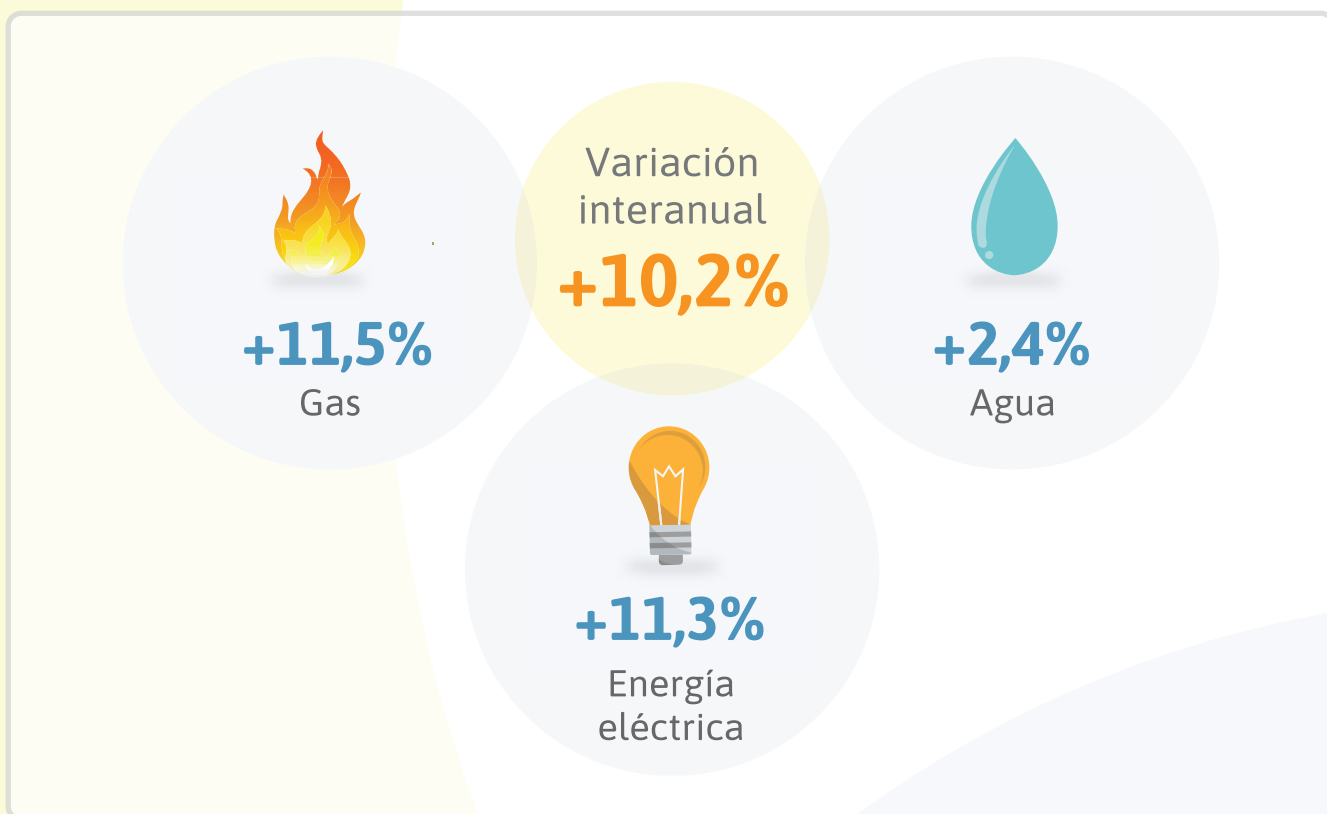 Variación
interanual
+10,2%
+11,5%
Gas
+2,4%
Agua
+11,3%
Energía
eléctrica